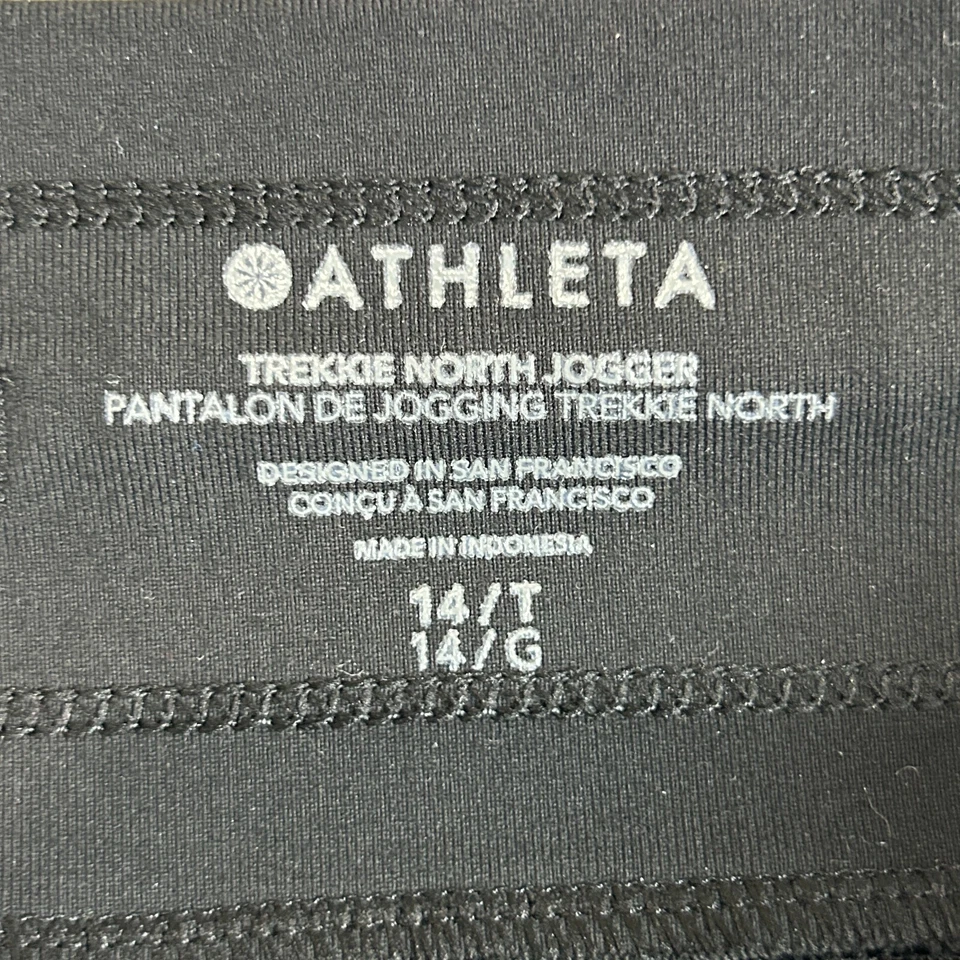 ATHLETA
TREKKIE NORTH JOGGER
PANTALON DE JOGGING TREKKIE NORTH
DESIGNED IN SAN FRANCISCO
CONÇU À SAN FRANCISCO
MADE IN INDONESIA
14/T
14/G